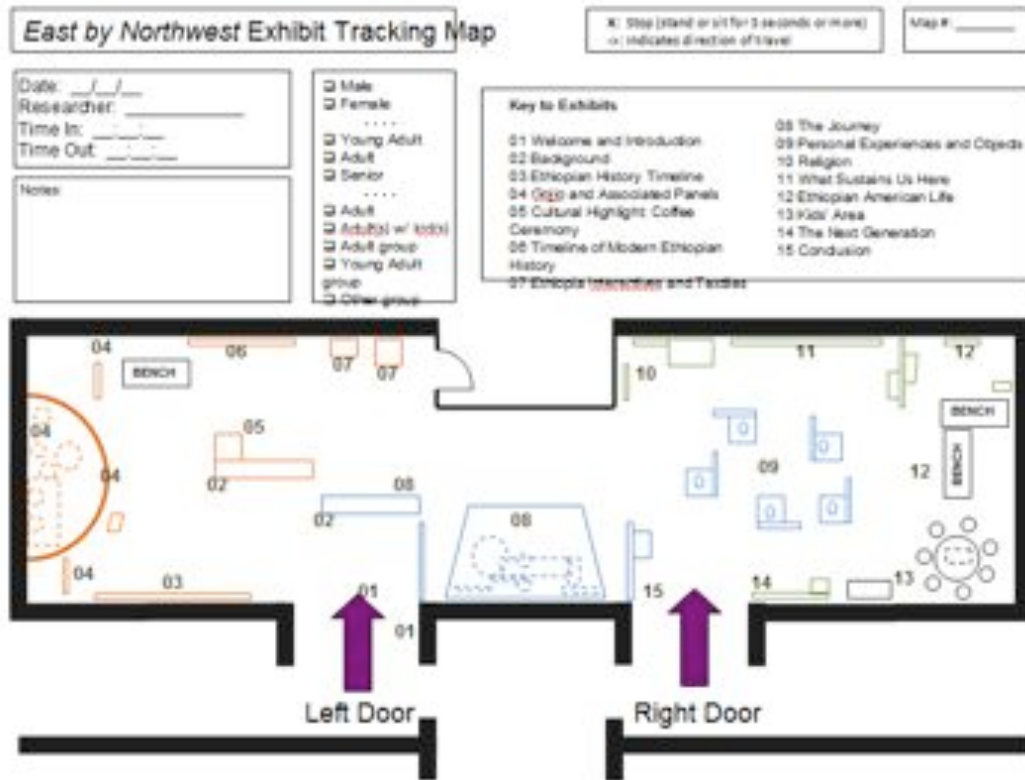 East by Northwest Exhibit Tracking Map
X: Stop (stand or sit for 3 seconds or more)
->: Indicates direction of travel
Map #: ________
Date: __/__/__
Researcher: ____________
Time In: __:__:__
Time Out: __:__:__
Notes:
❑ Male
❑ Female
. . . .
❑ Young Adult
❑ Adult
❑ Senior
. . . .
❑ Adult
❑ Adult(s) w/ kid(s)
❑ Adult group
❑ Young Adult
group
❑ Other group
Key to Exhibits
01 Welcome and Introduction
02 Background
03 Ethiopian History Timeline
04 and Associated Panels
05 Cultural Highlight: Coffee
Ceremony
06 Timeline of Modern Ethiopian
History
07 Ethiopia Interactives and Textiles
08 The Journey
09 Personal Experiences and Objects
10 Religion
11 What Sustains Us Here
12 Ethiopian American Life
13 Kids' Area
14 The Next Generation
15 Conclusion
04
06
07
07
BENCH
04
04
05
02
08
02
04
03
01
01
08
10
11
12
BENCH
BENCH
09
12
15
14
13
Left Door
Right Door